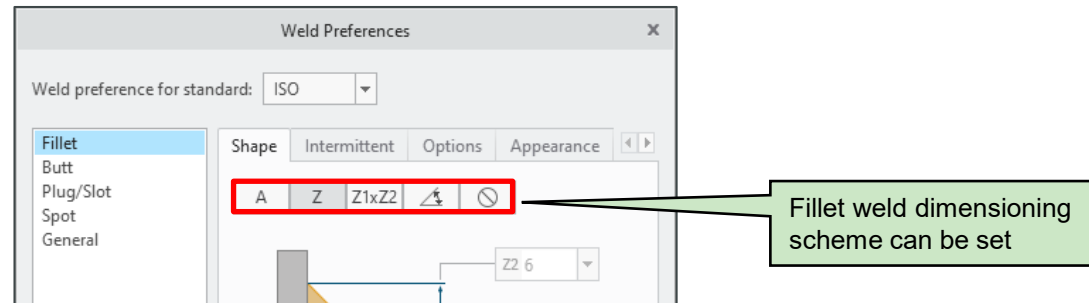 Weld Preferences x
Weld preference for standard: ISO
Fillet
Butt
Plug/Slot
Spot
General
Shape Intermittent Options Appearance
A Z Z1xZ2
Z2 6
Fillet weld dimensioning
scheme can be set